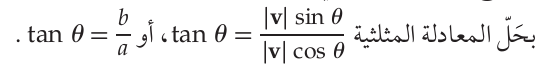 بحَلّ المعادلة المثلثية tan θ = |v| sin θ / |v| cos θ ، أو tan θ = b / a .